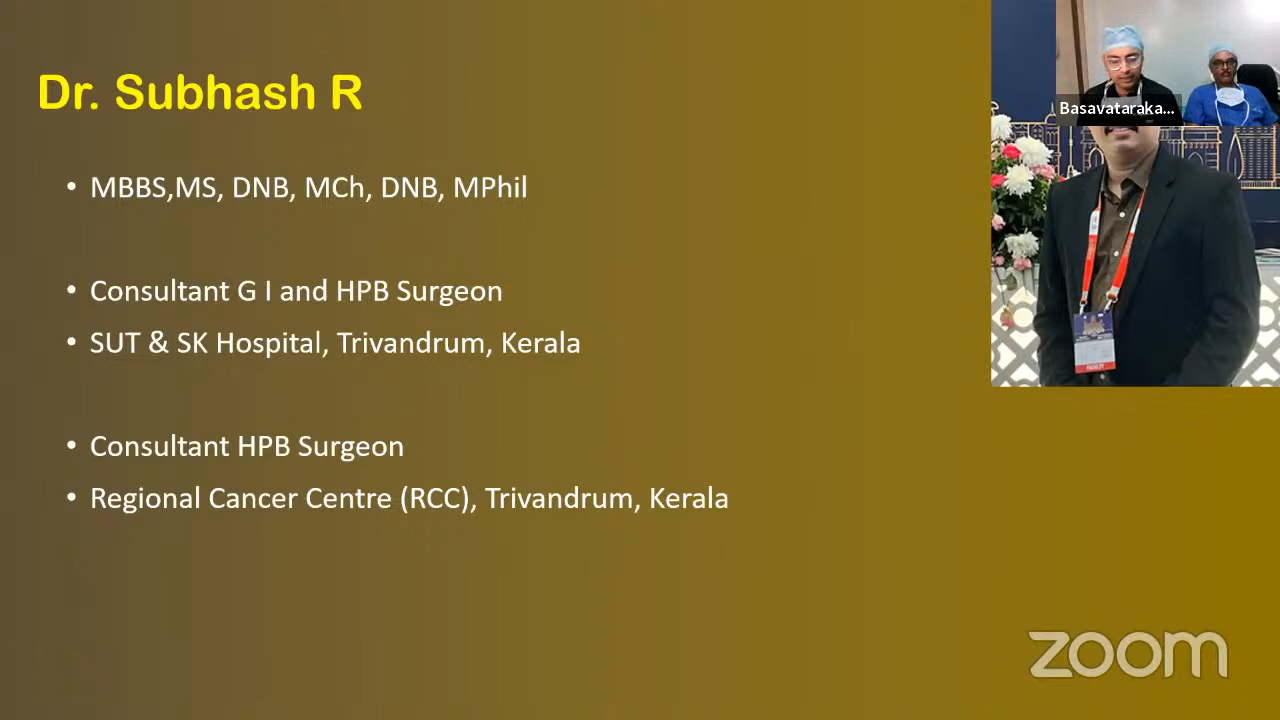 Dr. Subhash R
• MBBS,MS, DNB, MCh, DNB, MPhil
• Consultant G I and HPB Surgeon
• SUT & SK Hospital, Trivandrum, Kerala
• Consultant HPB Surgeon
• Regional Cancer Centre (RCC), Trivandrum, Kerala
Basavataraka...
FACULTY
zoom